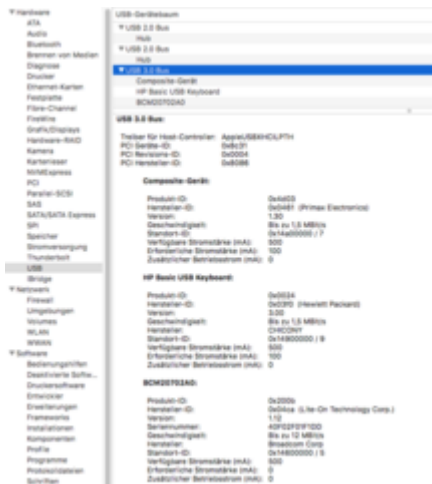 Hardware
ATA
Audio
Bluetooth
Brennen von Medien
Diagnose
Drucker
Ethernet-Karten
Festplatte
Fibre-Channel
FireWire
Grafik/Displays
Hardware-RAID
Kamera
Kartenleser
NVMExpress
PCI
Parallel-SCSI
SAS
SATA/SATA Express
SPI
Speicher
Stromversorgung
Thunderbolt
USB
iBridge
Netzwerk
Firewall
Umgebungen
Volumes
WLAN
WWAN
Software
Bedienungshilfen
Deaktivierte Softw...
Druckersoftware
Entwickler
Erweiterungen
Frameworks
Installationen
Komponenten
Profile
Programme
Protokolldateien
Schriften
USB-Gerätebaum
USB 2.0 Bus
Hub
USB 2.0 Bus
Hub
USB 3.0 Bus
Composite-Gerät
HP Basic USB Keyboard
BCM20702A0
USB 3.0 Bus:
Treiber für Host-Controller: AppleUSBXHCILPTH
PCI Geräte-ID: 0x8c31
PCI Revisions-ID: 0x0004
PCI Hersteller-ID: 0x8086
Composite-Gerät:
Produkt-ID: 0x4d03
Hersteller-ID: 0x0461 (Primax Electronics)
Version: 1.30
Geschwindigkeit: Bis zu 1,5 MBit/s
Standort-ID: 0x14a00000 / 7
Verfügbare Stromstärke (mA): 500
Erforderliche Stromstärke (mA): 100
Zusätzlicher Betriebsstrom (mA): 0
HP Basic USB Keyboard:
Produkt-ID: 0x0024
Hersteller-ID: 0x03f0 (Hewlett Packard)
Version: 3.00
Geschwindigkeit: Bis zu 1,5 MBit/s
Hersteller: CHICONY
Standort-ID: / 9
Verfügbare Stromstärke (mA): 500
Erforderliche Stromstärke (mA): 100
Zusätzlicher Betriebsstrom (mA): 0
BCM20702A0:
Produkt-ID: 0x200b
Hersteller-ID: 0x04ca (Lite-On Technology Corp.)
Seriennummer:
Version: 1.12
Geschwindigkeit: Bis zu 12 MBit/s
Hersteller: Broadcom Corp
Standort-ID: / 5
Verfügbare Stromstärke (mA): 500
Erforderliche Stromstärke (mA): 0
Zusätzlicher Betriebsstrom (mA): 0